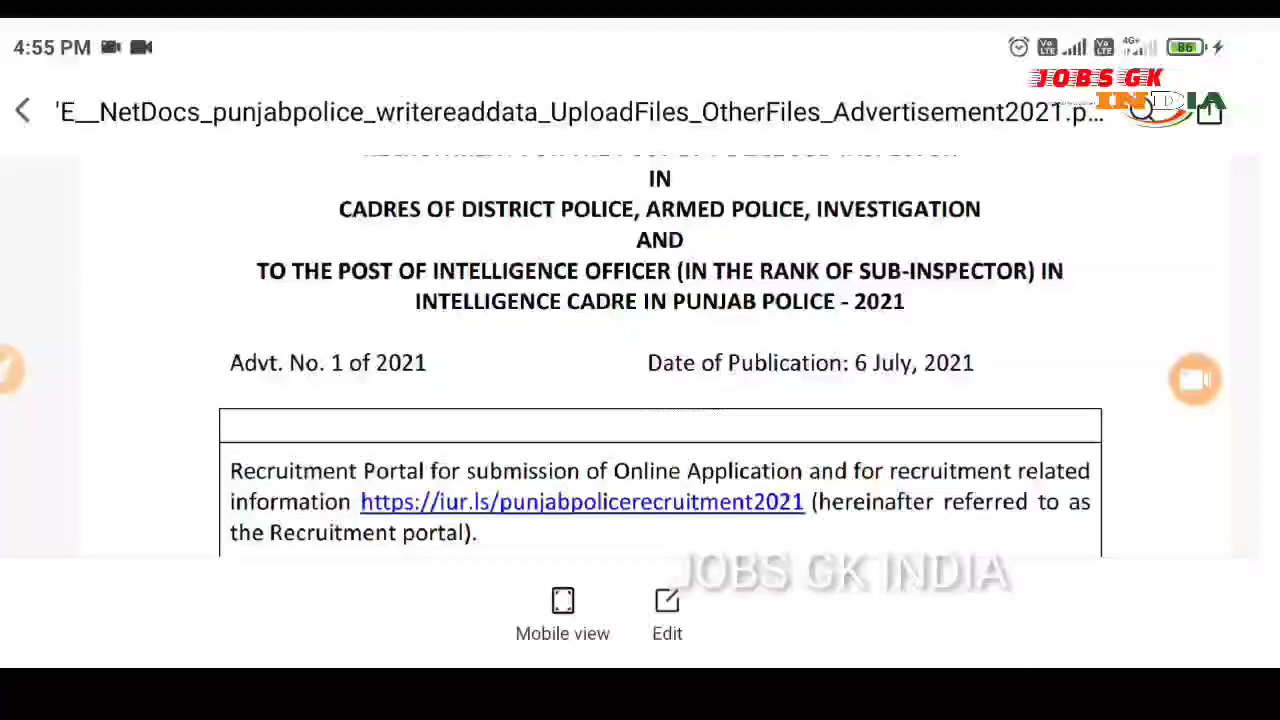 4:55 PM
4G+
86
JOBS GK
INDIA
'E__NetDocs_punjabpolice_writereaddata_UploadFiles_OtherFiles_Advertisement2021.p...
IN
CADRES OF DISTRICT POLICE, ARMED POLICE, INVESTIGATION
AND
TO THE POST OF INTELLIGENCE OFFICER (IN THE RANK OF SUB-INSPECTOR) IN
INTELLIGENCE CADRE IN PUNJAB POLICE - 2021
Advt. No. 1 of 2021 Date of Publication: 6 July, 2021
Recruitment Portal for submission of Online Application and for recruitment related
information https://iur.ls/punjabpolicerecruitment2021 (hereinafter referred to as
the Recruitment portal).
JOBS GK INDIA
Mobile view Edit